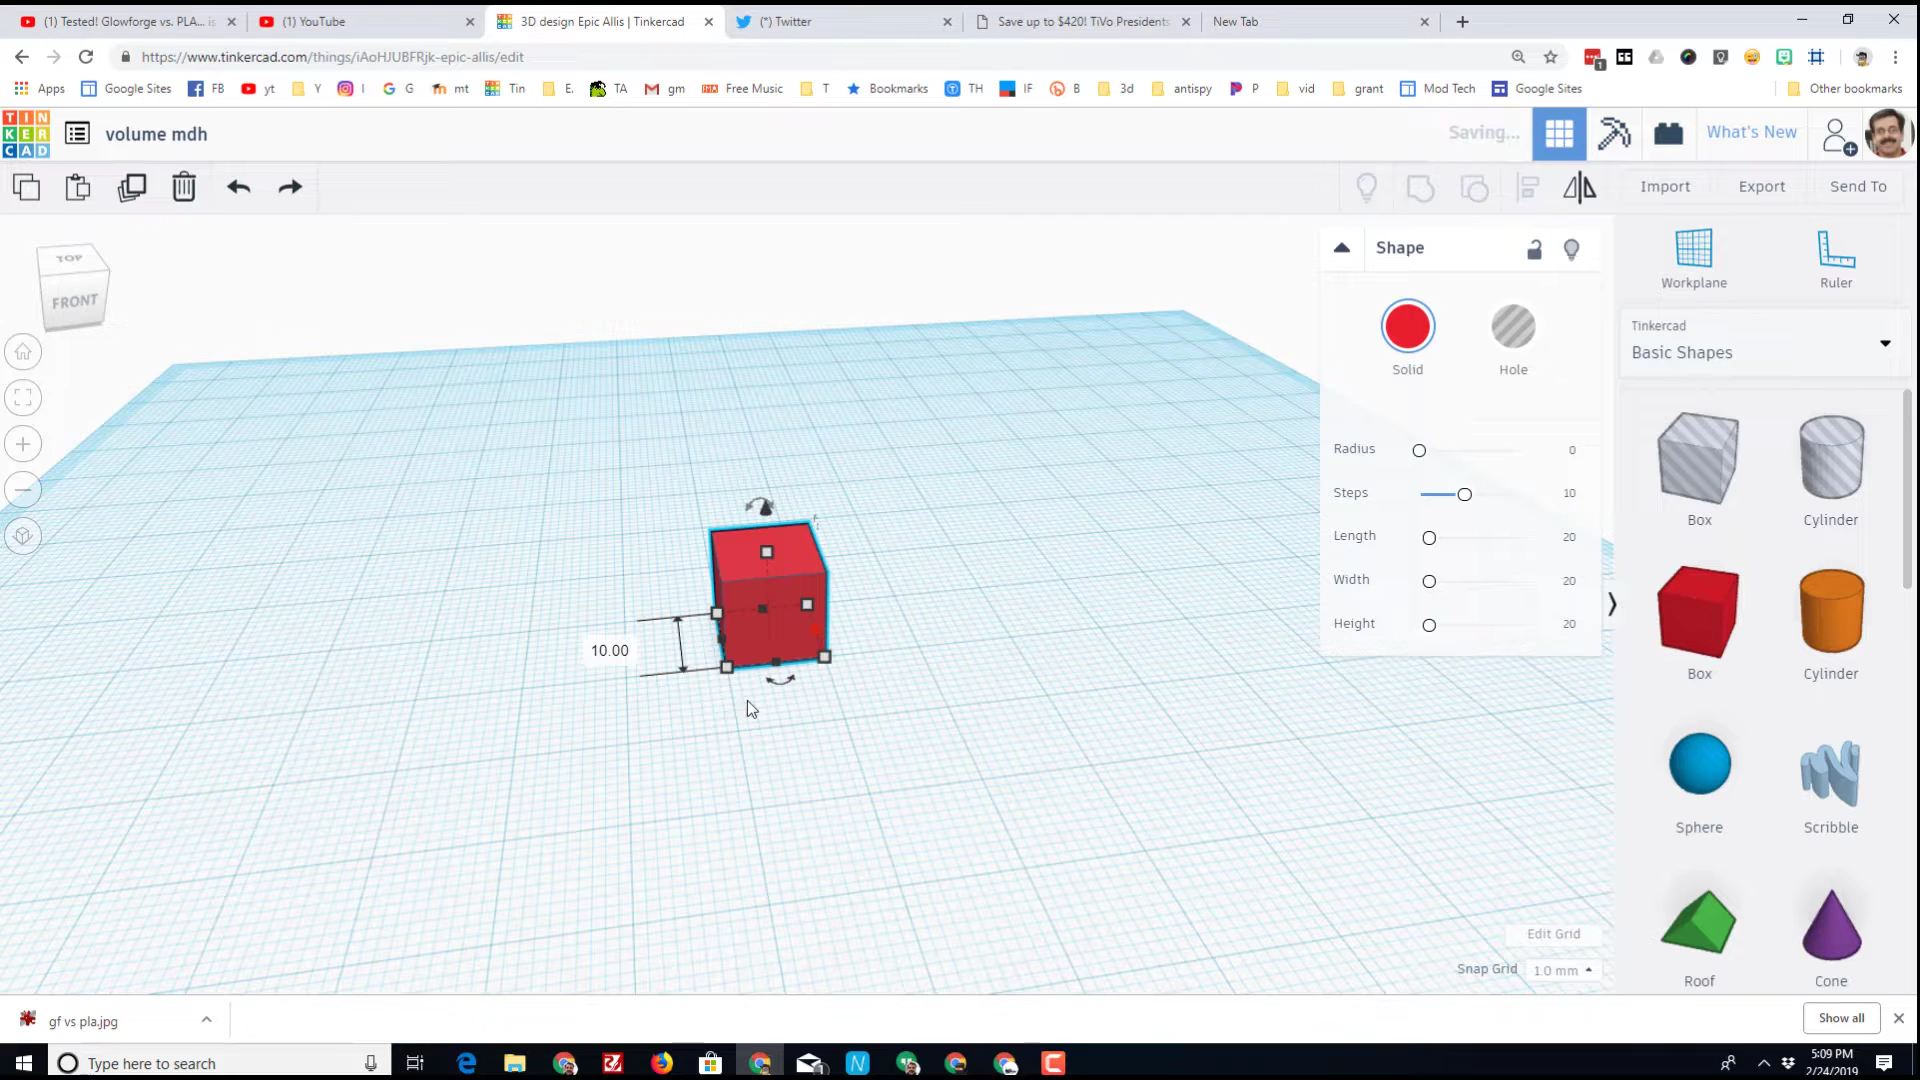 (1) Tested! Glowforge vs. PLA... is
(1) YouTube
3D design Epic Allis | Tinkercad
(*) Twitter
Save up to $420! TiVo Presidents
New Tab
https://www.tinkercad.com/things/iAoHJUBFRjk-epic-allis/edit
Apps
Google Sites
FB
yt
Y
I
G
mt
Tin
E.
TA
gm
Free Music
T
Bookmarks
TH
IF
B
3d
antispy
P
vid
grant
Mod Tech
Google Sites
Other bookmarks
TINKERCAD
volume mdh
Saving...
What's New
Import
Export
Send To
TOP
FRONT
Shape
Solid
Hole
Radius 0
Steps 10
Length 20
Width 20
Height 20
Workplane
Ruler
Tinkercad
Basic Shapes
Box
Cylinder
Box
Cylinder
Sphere
Scribble
Roof
Cone
10.00
Edit Grid
Snap Grid 1.0 mm
gf vs pla.jpg
Show all
Type here to search
5:09 PM
2/24/2019